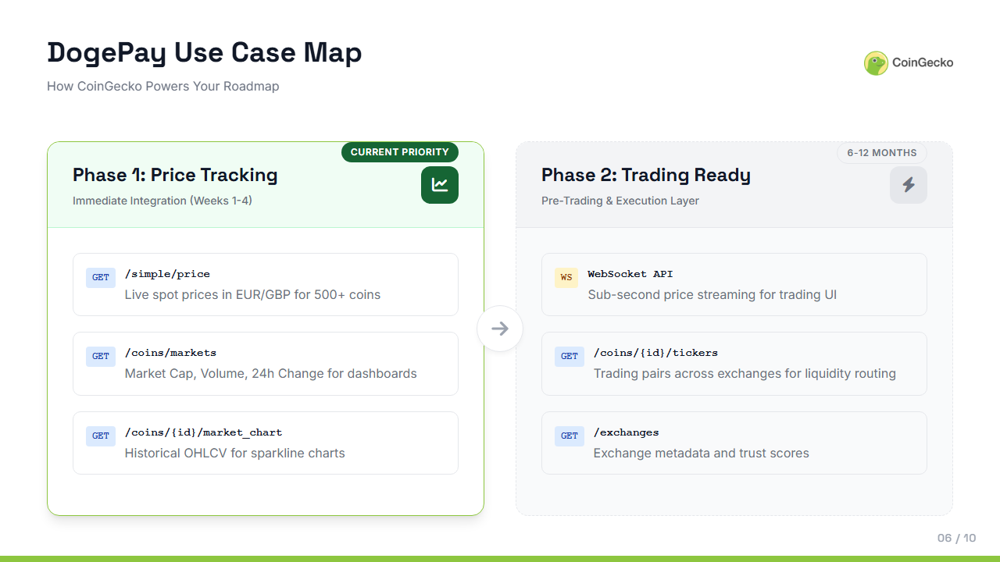 DogePay Use Case Map
How CoinGecko Powers Your Roadmap
CoinGecko
CURRENT PRIORITY
Phase 1: Price Tracking
Immediate Integration (Weeks 1-4)
GET
/simple/price
Live spot prices in EUR/GBP for 500+ coins
GET
/coins/markets
Market Cap, Volume, 24h Change for dashboards
GET
/coins/{id}/market_chart
Historical OHLCV for sparkline charts
6-12 MONTHS
Phase 2: Trading Ready
Pre-Trading & Execution Layer
WS
WebSocket API
Sub-second price streaming for trading UI
GET
/coins/{id}/tickers
Trading pairs across exchanges for liquidity routing
GET
/exchanges
Exchange metadata and trust scores
06 / 10